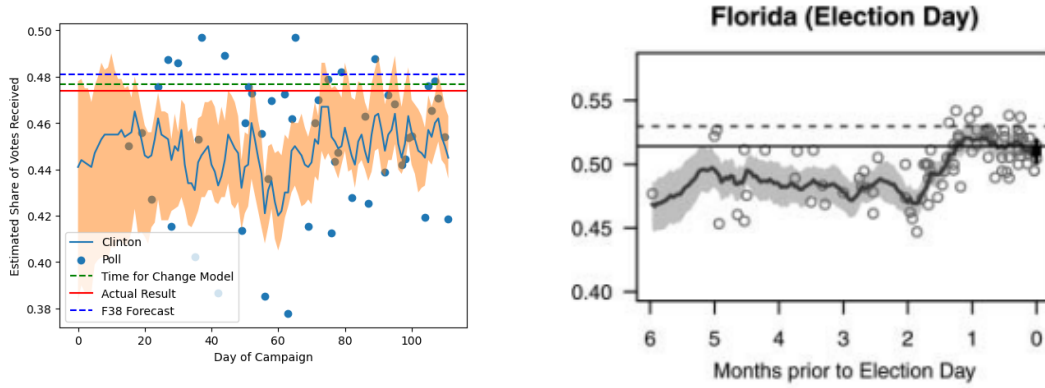 0.50
0.48
0.46
0.44
0.42
0.40
0.38
Estimated Share of Votes Received
Clinton
Poll
Time for Change Model
Actual Result
F38 Forecast
0 20 40 60 80 100
Day of Campaign
Florida (Election Day)
0.55
0.50
0.45
0.40
6 5 4 3 2 1 0
Months prior to Election Day